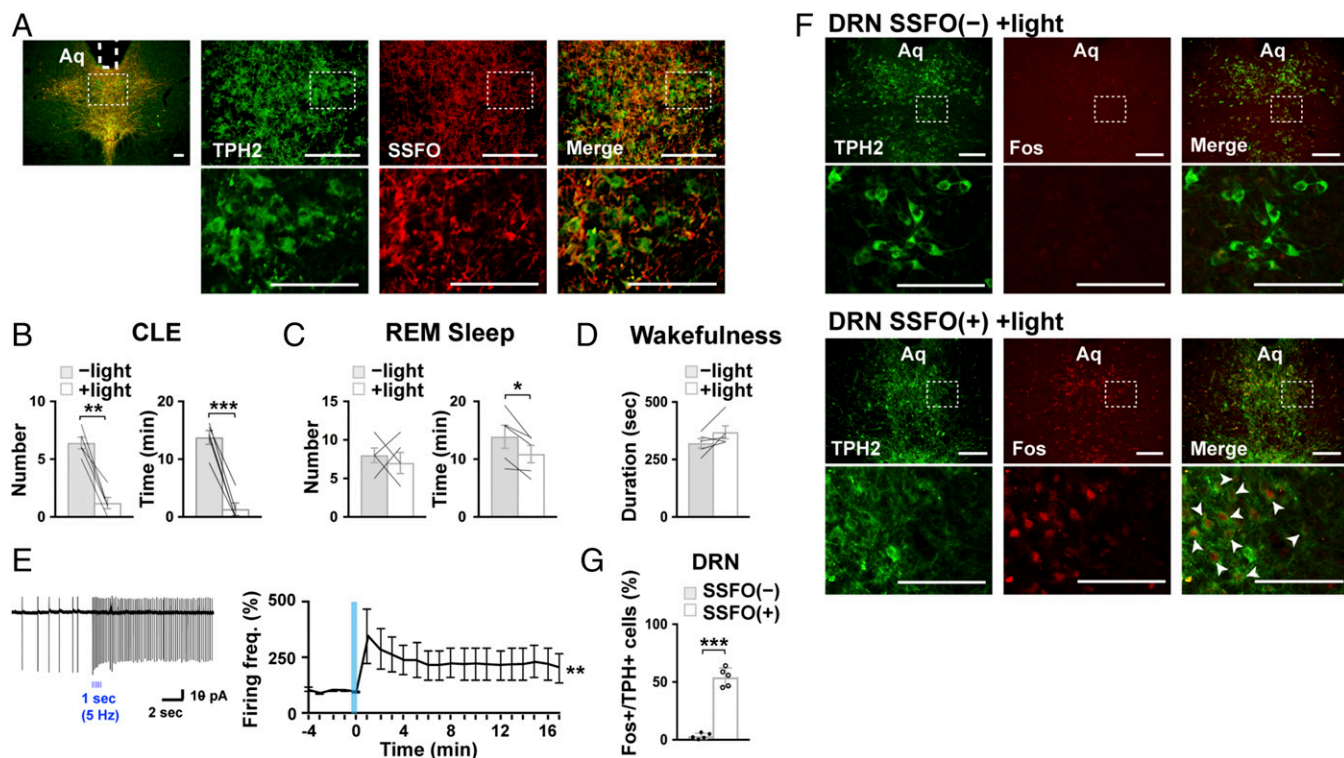 A
Aq
TPH2
SSFO
Merge
B
CLE
−light
+light
Number
10
5
0
**
Time (min)
20
10
0
***
C
REM Sleep
−light
+light
Number
15
10
5
0
Time (min)
20
10
0
*
D
Wakefulness
−light
+light
Duration (sec)
500
250
0
E
1 sec
(5 Hz)
10 pA
2 sec
Firing freq. (%)
500
250
0
-4
0
4
8
12
16
Time (min)
**
F
DRN SSFO(−) +light
Aq
Aq
TPH2
Fos
Merge
DRN SSFO(+) +light
Aq
Aq
TPH2
Fos
Merge
G
DRN
SSFO(−)
SSFO(+)
Fos+/TPH+ cells (%)
100
50
0
***